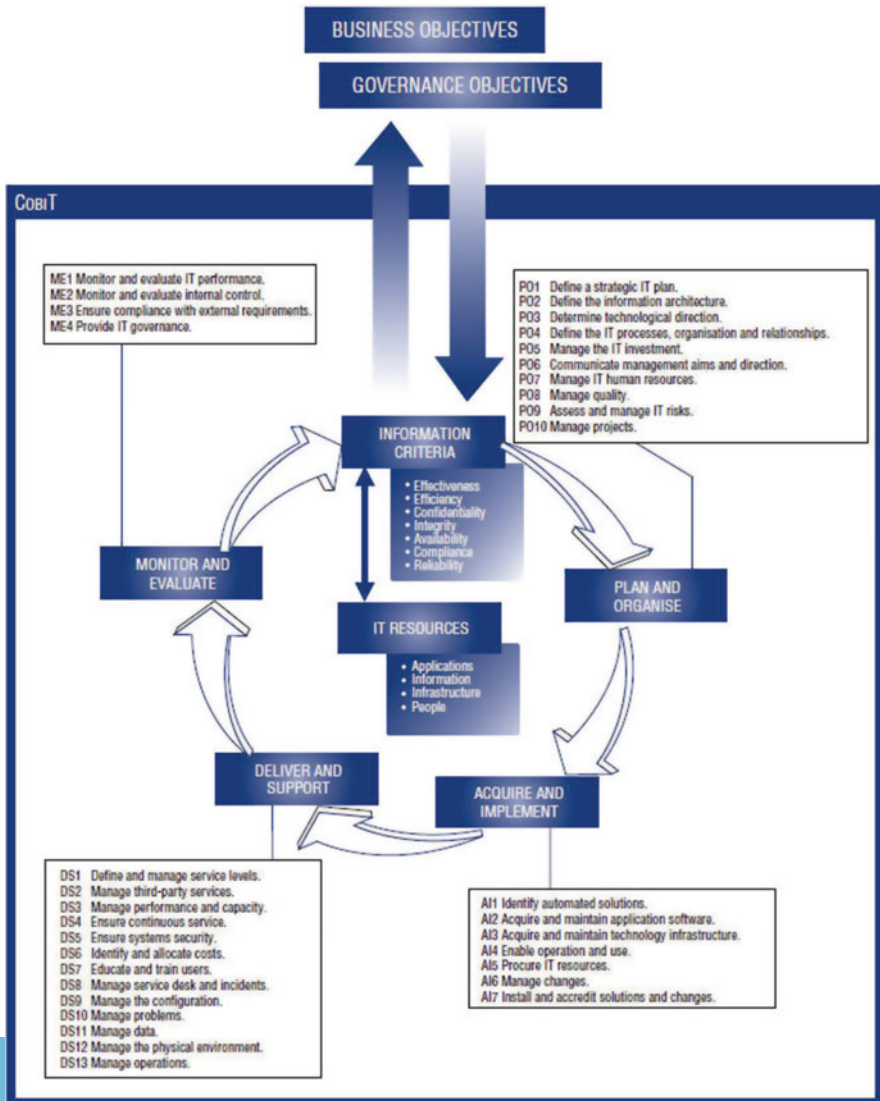 BUSINESS OBJECTIVES
GOVERNANCE OBJECTIVES
COBIT
ME1 Monitor and evaluate IT performance.
ME2 Monitor and evaluate internal control.
ME3 Ensure compliance with external requirements.
ME4 Provide IT governance.
PO1 Define a strategic IT plan.
PO2 Define the information architecture.
PO3 Determine technological direction.
PO4 Define the IT processes, organisation and relationships.
PO5 Manage the IT investment.
PO6 Communicate management aims and direction.
PO7 Manage IT human resources.
PO8 Manage quality.
PO9 Assess and manage IT risks.
PO10 Manage projects.
INFORMATION
CRITERIA
• Effectiveness
• Efficiency
• Confidentiality
• Integrity
• Availability
• Compliance
• Reliability
MONITOR AND
EVALUATE
PLAN AND
ORGANISE
IT RESOURCES
• Applications
• Information
• Infrastructure
• People
DELIVER AND
SUPPORT
ACQUIRE AND
IMPLEMENT
DS1 Define and manage service levels.
DS2 Manage third-party services.
DS3 Manage performance and capacity.
DS4 Ensure continuous service.
DS5 Ensure systems security.
DS6 Identify and allocate costs.
DS7 Educate and train users.
DS8 Manage service desk and incidents.
DS9 Manage the configuration.
DS10 Manage problems.
DS11 Manage data.
DS12 Manage the physical environment.
DS13 Manage operations.
AI1 Identify automated solutions.
AI2 Acquire and maintain application software.
AI3 Acquire and maintain technology infrastructure.
AI4 Enable operation and use.
AI5 Procure IT resources.
AI6 Manage changes.
AI7 Install and accredit solutions and changes.